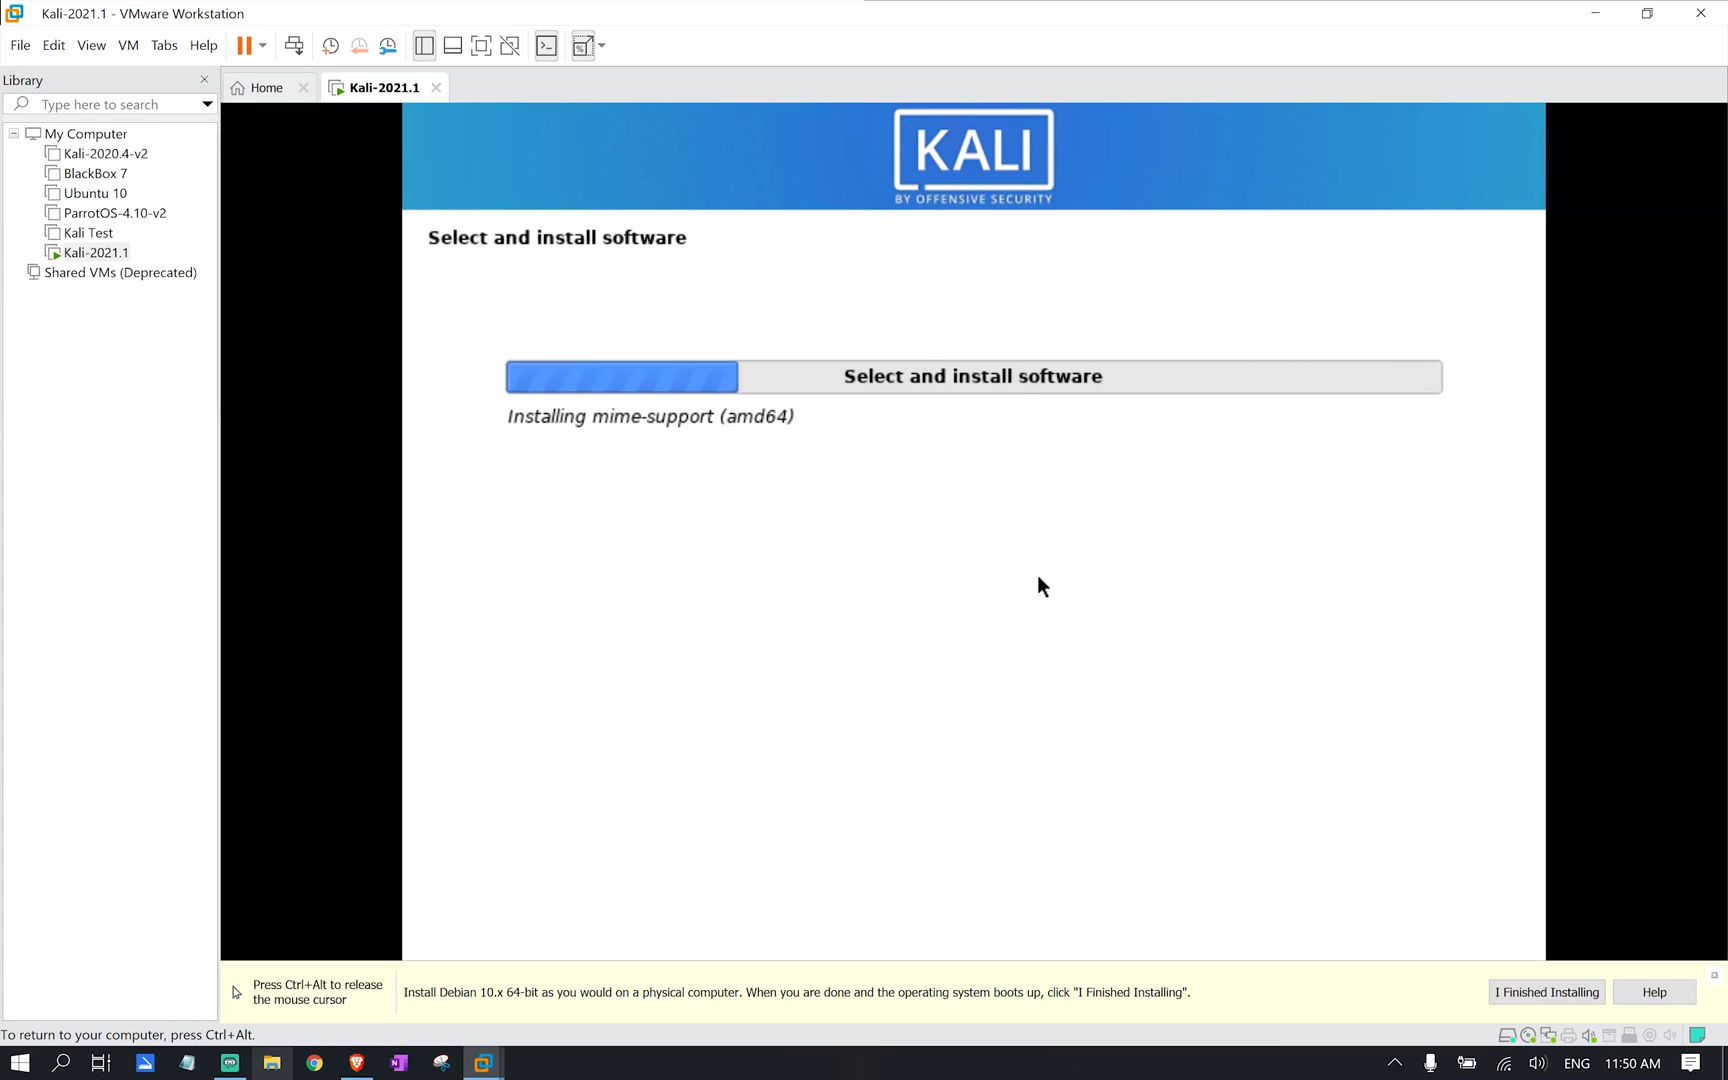 Kali-2021.1 - VMware Workstation
File Edit View VM Tabs Help
Library
Type here to search
Home
Kali-2021.1
My Computer
Kali-2020.4-v2
BlackBox 7
Ubuntu 10
ParrotOS-4.10-v2
Kali Test
Kali-2021.1
Shared VMs (Deprecated)
KALI
BY OFFENSIVE SECURITY
Select and install software
Select and install software
Installing mime-support (amd64)
Press Ctrl+Alt to release
the mouse cursor
Install Debian 10.x 64-bit as you would on a physical computer. When you are done and the operating system boots up, click "I Finished Installing".
I Finished Installing
Help
To return to your computer, press Ctrl+Alt.
ENG
11:50 AM